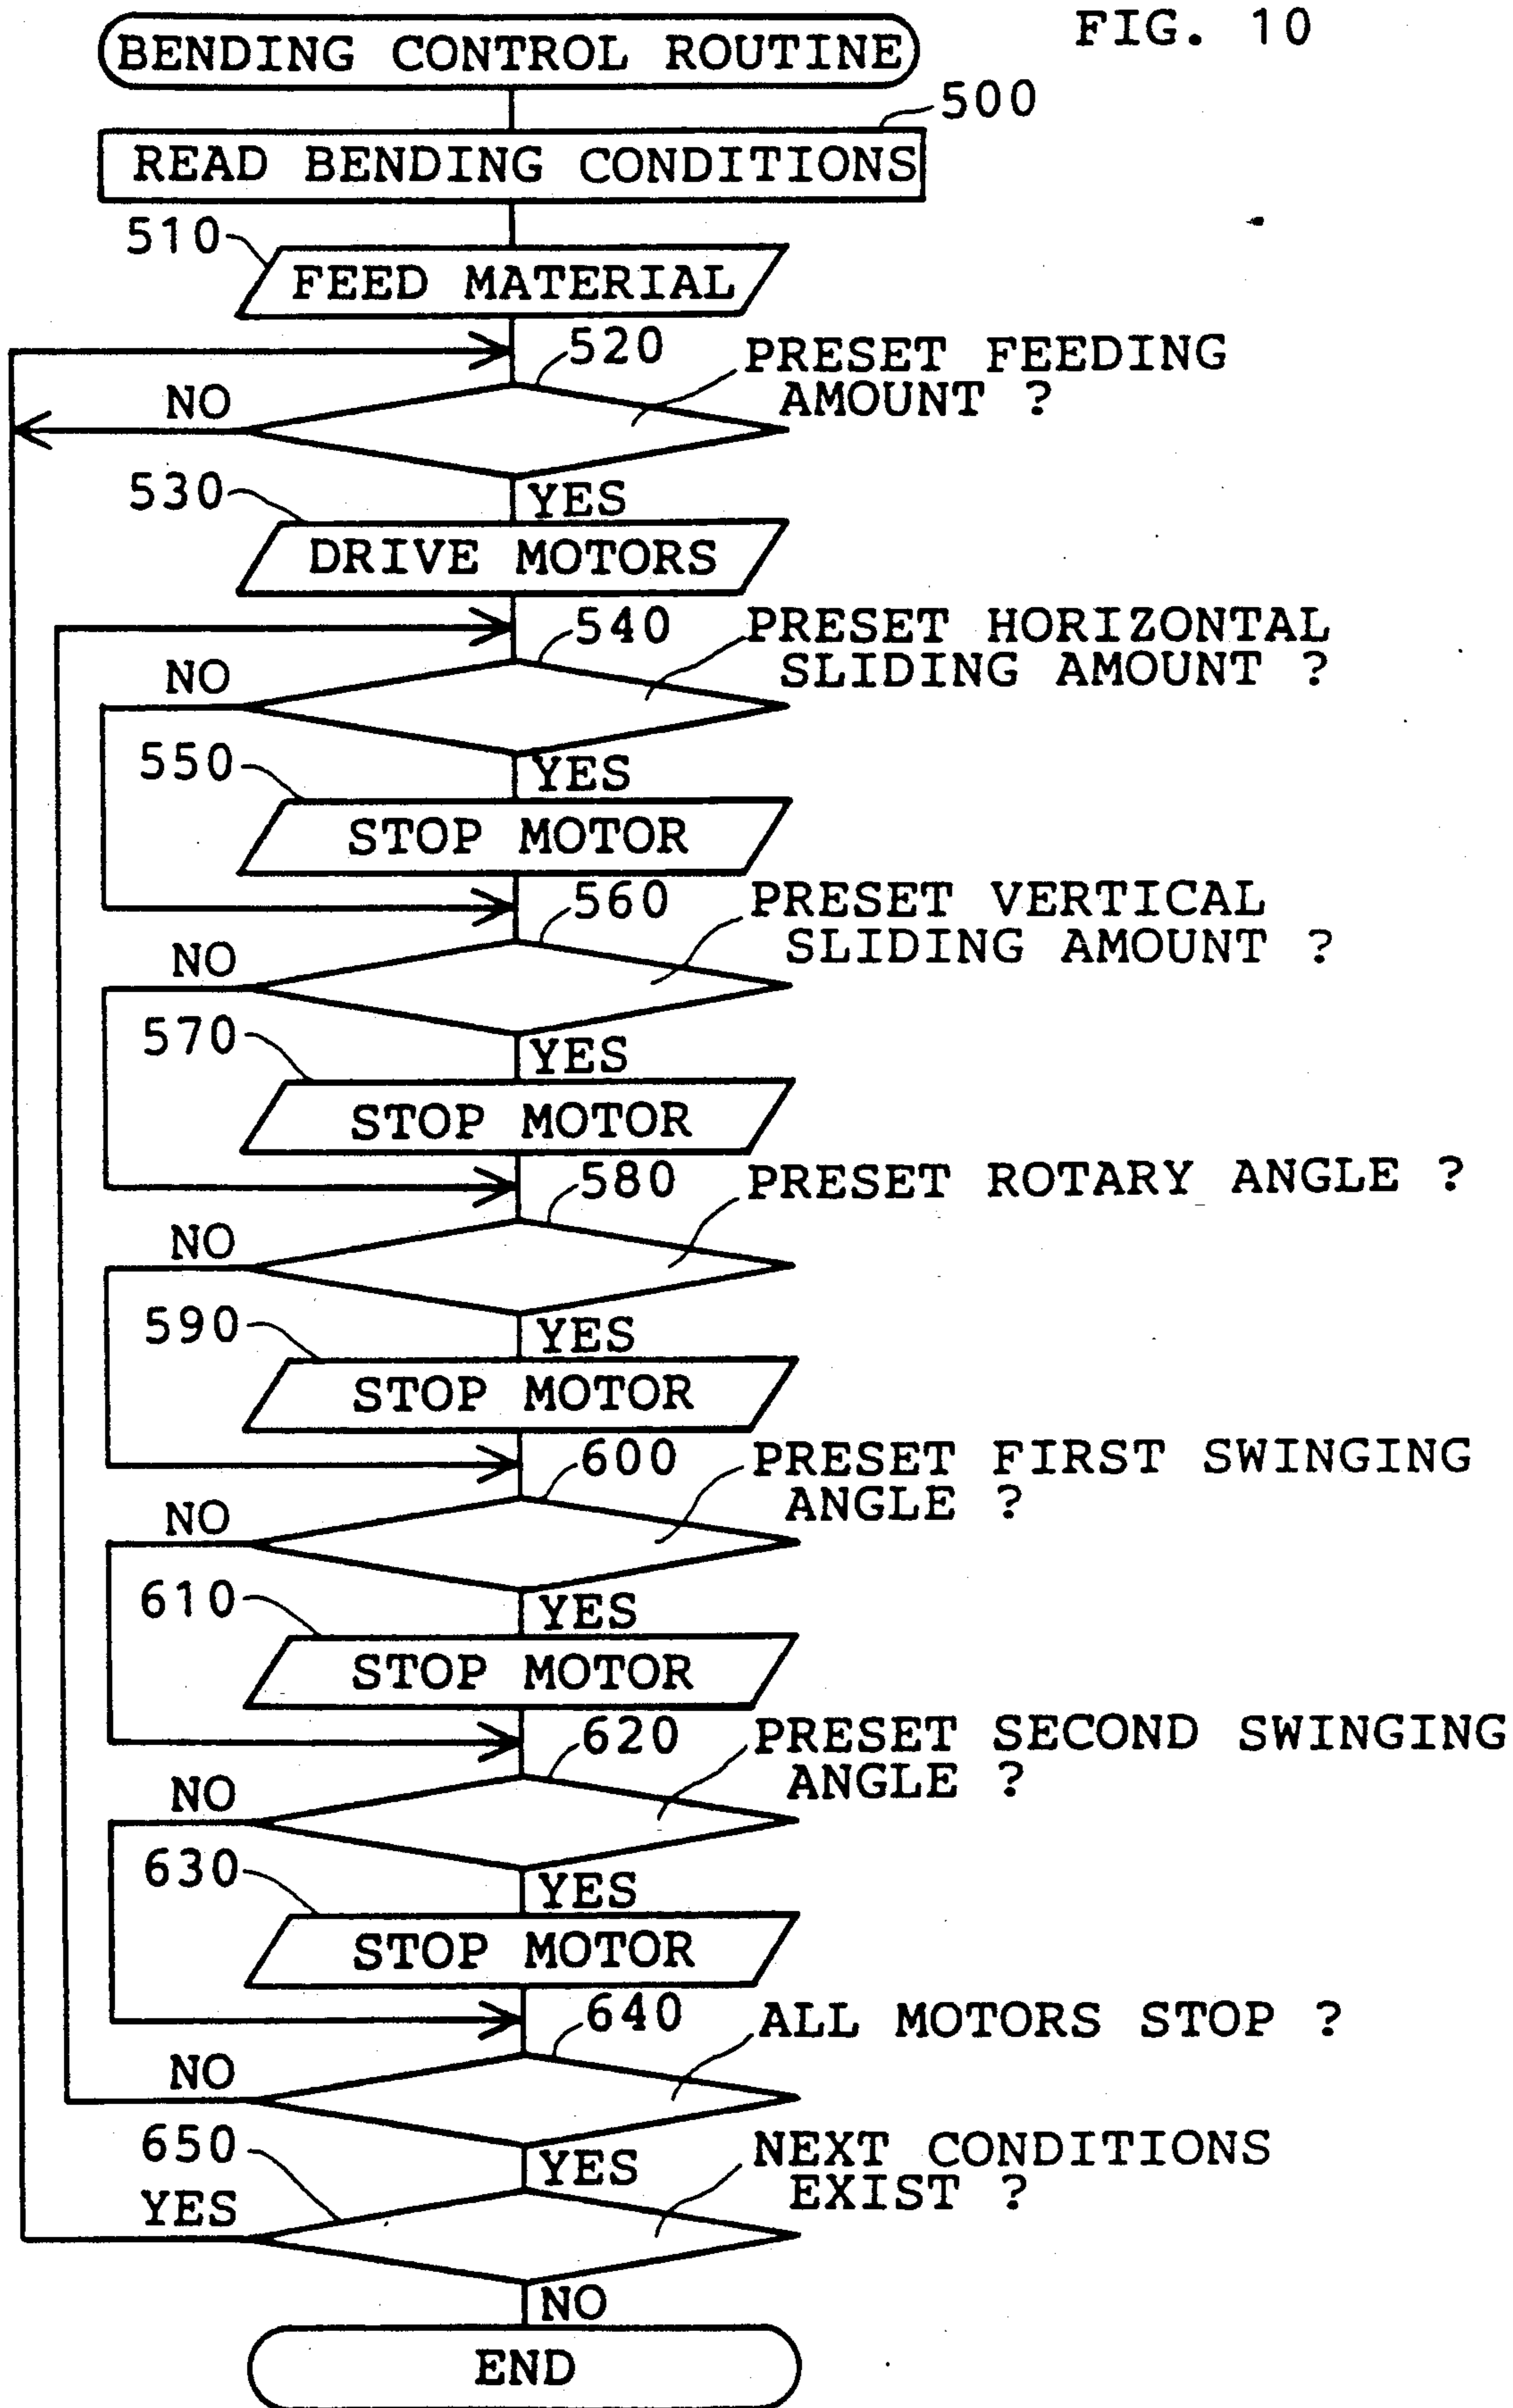 FIG. 10
BENDING CONTROL ROUTINE
500
READ BENDING CONDITIONS
510
FEED MATERIAL
520
PRESET FEEDING
AMOUNT ?
NO
YES
530
DRIVE MOTORS
540
PRESET HORIZONTAL
SLIDING AMOUNT ?
NO
YES
550
STOP MOTOR
560
PRESET VERTICAL
SLIDING AMOUNT ?
NO
YES
570
STOP MOTOR
580
PRESET ROTARY ANGLE ?
NO
YES
590
STOP MOTOR
600
PRESET FIRST SWINGING
ANGLE ?
NO
YES
610
STOP MOTOR
620
PRESET SECOND SWINGING
ANGLE ?
NO
YES
630
STOP MOTOR
640
ALL MOTORS STOP ?
NO
YES
650
NEXT CONDITIONS
EXIST ?
YES
NO
END